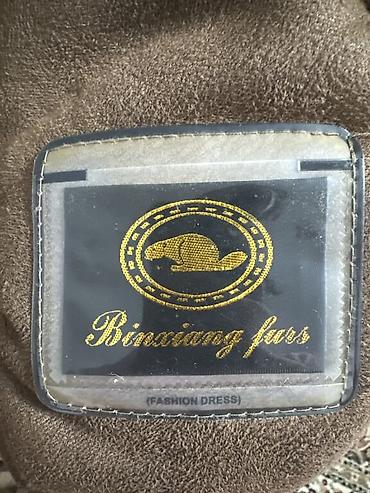 Binxiang furs
(FASHION DRESS)